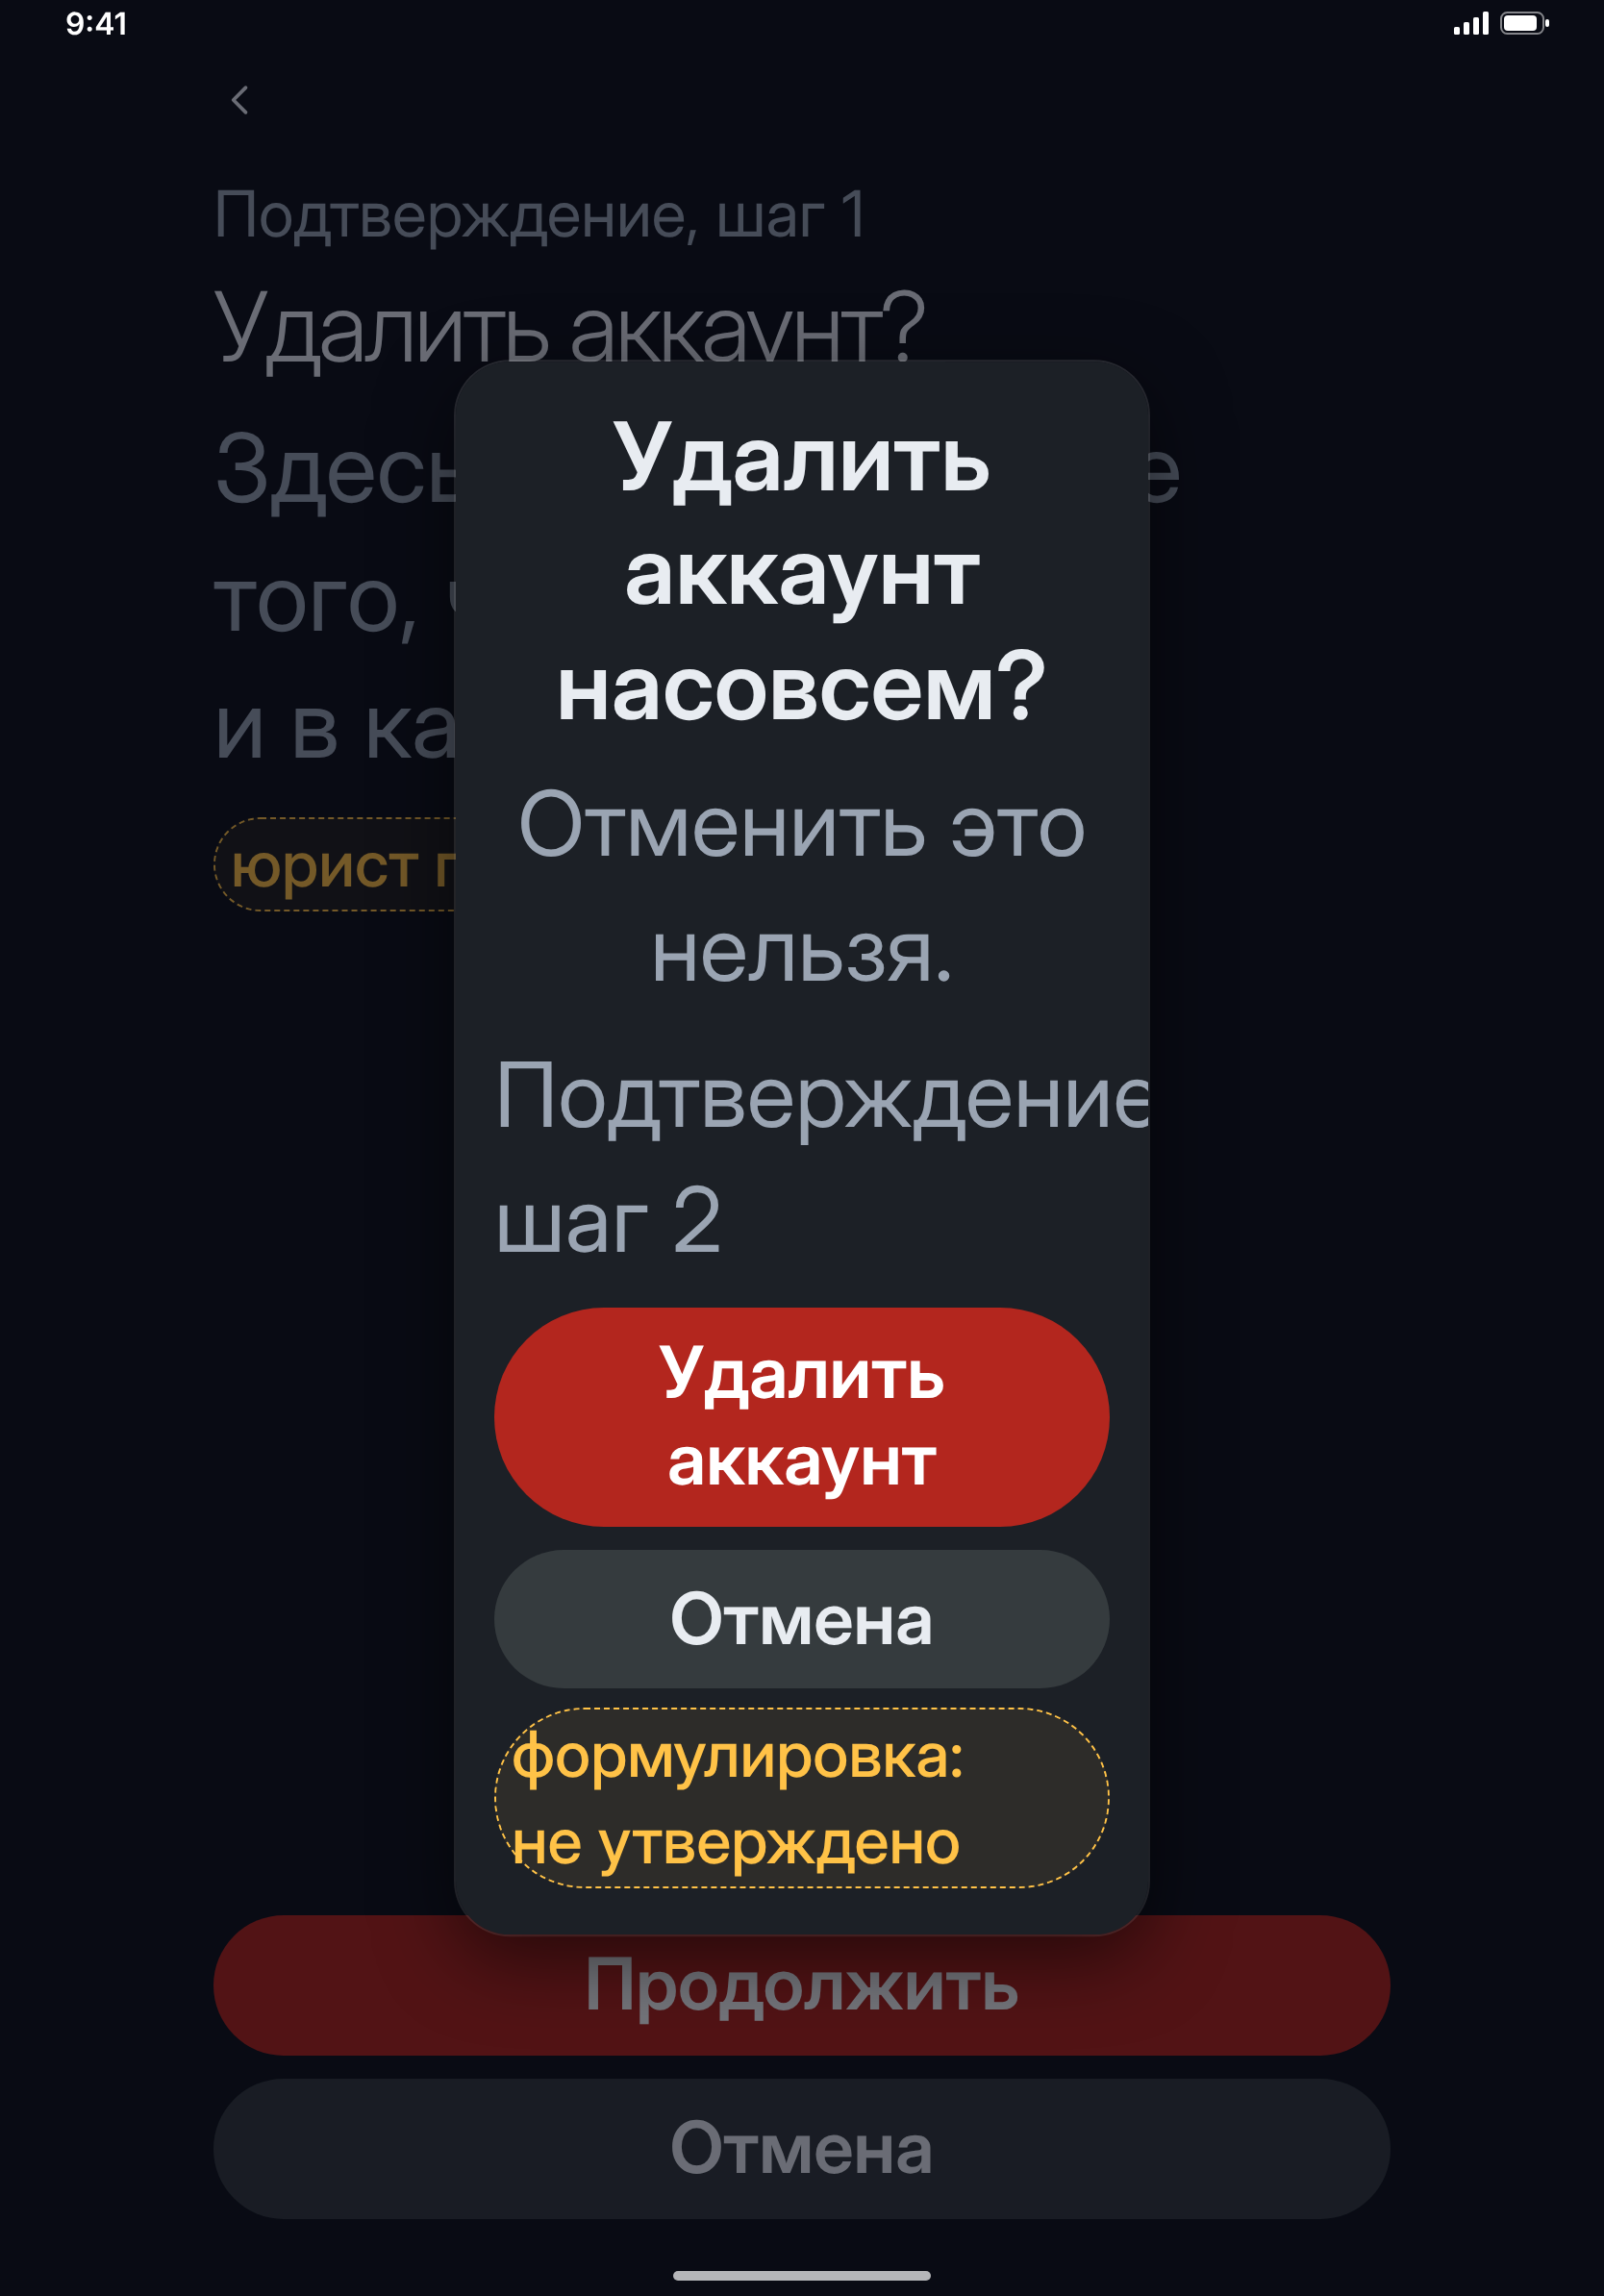 9:41
Подтверждение, шаг 1
Удалить аккаунт?
Здесь
того,
и в
юрист
Удалить
аккаунт
насовсем?
Отменить это
нельзя.
Подтверждение
шаг 2
Удалить
аккаунт
Отмена
формулировка:
не утверждено
Продолжить
Отмена